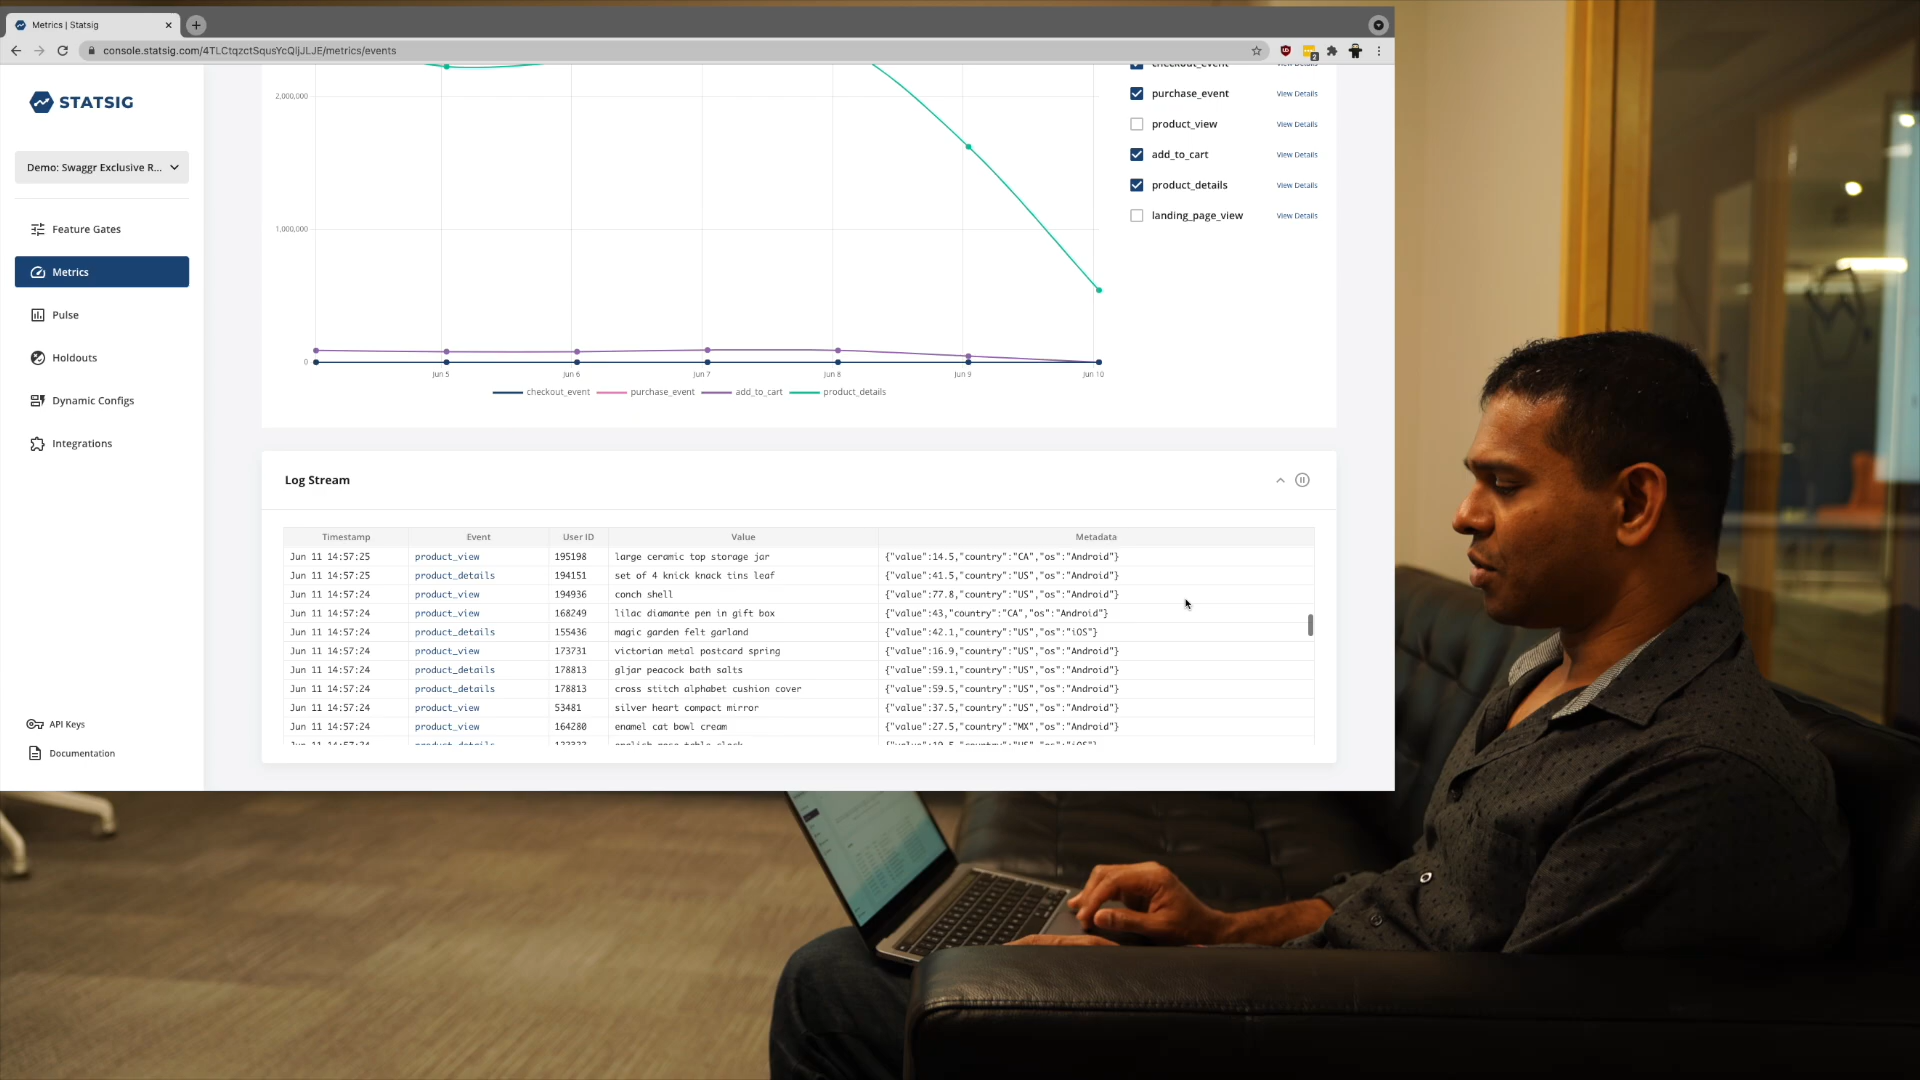 Metrics | Statsig
console.statsig.com/4TLCtqzctSqusYcQljJLJE/metrics/events
STATSIG
Demo: Swaggr Exclusive R...
Feature Gates
Metrics
Pulse
Holdouts
Dynamic Configs
Integrations
API Keys
Documentation
2,000,000
1,000,000
0
Jun 5 Jun 6 Jun 7 Jun 8 Jun 9 Jun 10
checkout_event purchase_event add_to_cart product_details
checkout_event View Details
purchase_event View Details
product_view View Details
add_to_cart View Details
product_details View Details
landing_page_view View Details
Log Stream
Timestamp Event User ID Value Metadata
Jun 11 14:57:25 product_view 195198 large ceramic top storage jar {"value":14.5,"country":"CA","os":"Android"}
Jun 11 14:57:25 product_details 194151 set of 4 knick knack tins leaf {"value":41.5,"country":"US","os":"Android"}
Jun 11 14:57:24 product_view 194936 conch shell {"value":77.8,"country":"US","os":"Android"}
Jun 11 14:57:24 product_view 168249 lilac diamante pen in gift box {"value":43,"country":"CA","os":"Android"}
Jun 11 14:57:24 product_details 155436 magic garden felt garland {"value":42.1,"country":"US","os":"iOS"}
Jun 11 14:57:24 product_view 173731 victorian metal postcard spring {"value":16.9,"country":"US","os":"Android"}
Jun 11 14:57:24 product_details 178813 gljar peacock bath salts {"value":59.1,"country":"US","os":"Android"}
Jun 11 14:57:24 product_details 178813 cross stitch alphabet cushion cover {"value":59.5,"country":"US","os":"Android"}
Jun 11 14:57:24 product_view 53481 silver heart compact mirror {"value":37.5,"country":"US","os":"Android"}
Jun 11 14:57:24 product_view 164280 enamel cat bowl cream {"value":27.5,"country":"MX","os":"Android"}
Jun 11 14:57:24 product_details